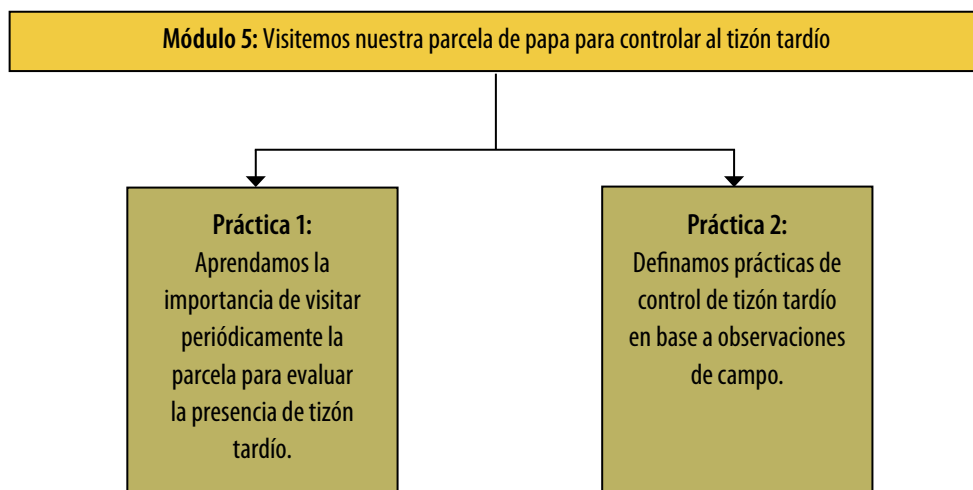 Módulo 5: Visitemos nuestra parcela de papa para controlar al tizón tardío
Práctica 1:
Aprendamos la
importancia de visitar
periódicamente la
parcela para evaluar
la presencia de tizón
tardío.
Práctica 2:
Definamos prácticas de
control de tizón tardío
en base a observaciones
de campo.